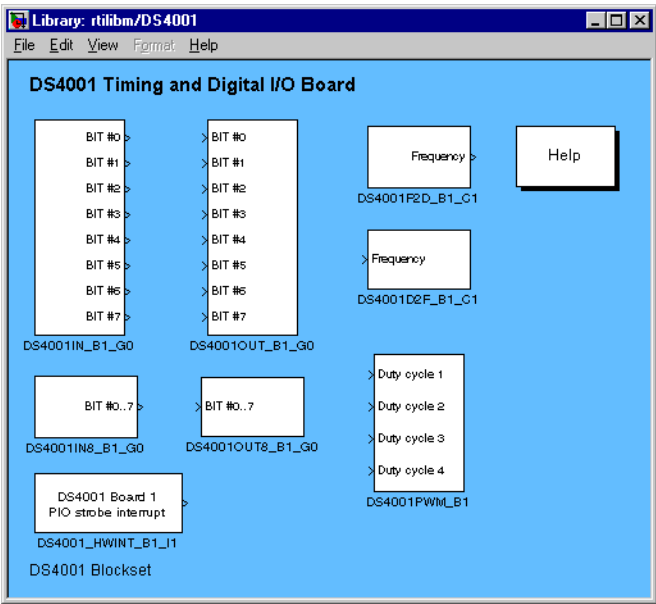 Library: rtilibm/DS4001
File Edit View Format Help
DS4001 Timing and Digital I/O Board
BIT #0
BIT #1
BIT #2
BIT #3
BIT #4
BIT #5
BIT #6
BIT #7
DS4001IN_B1_G0
BIT #0
BIT #1
BIT #2
BIT #3
BIT #4
BIT #5
BIT #6
BIT #7
DS4001OUT_B1_G0
Frequency
DS4001F2D_B1_C1
Help
Frequency
DS4001D2F_B1_C1
BIT #0..7
DS4001IN8_B1_G0
BIT #0..7
DS4001OUT8_B1_G0
Duty cycle 1
Duty cycle 2
Duty cycle 3
Duty cycle 4
DS4001PWM_B1
DS4001 Board 1
PIO strobe interrupt
DS4001_HWINT_B1_I1
DS4001 Blockset